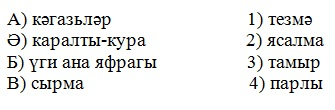 А) кәгазьләр 1) тезмә
Ә) каралты-кура 2) ясалма
Б) үги ана яфрагы 3) тамыр
В) сырма 4) парлы